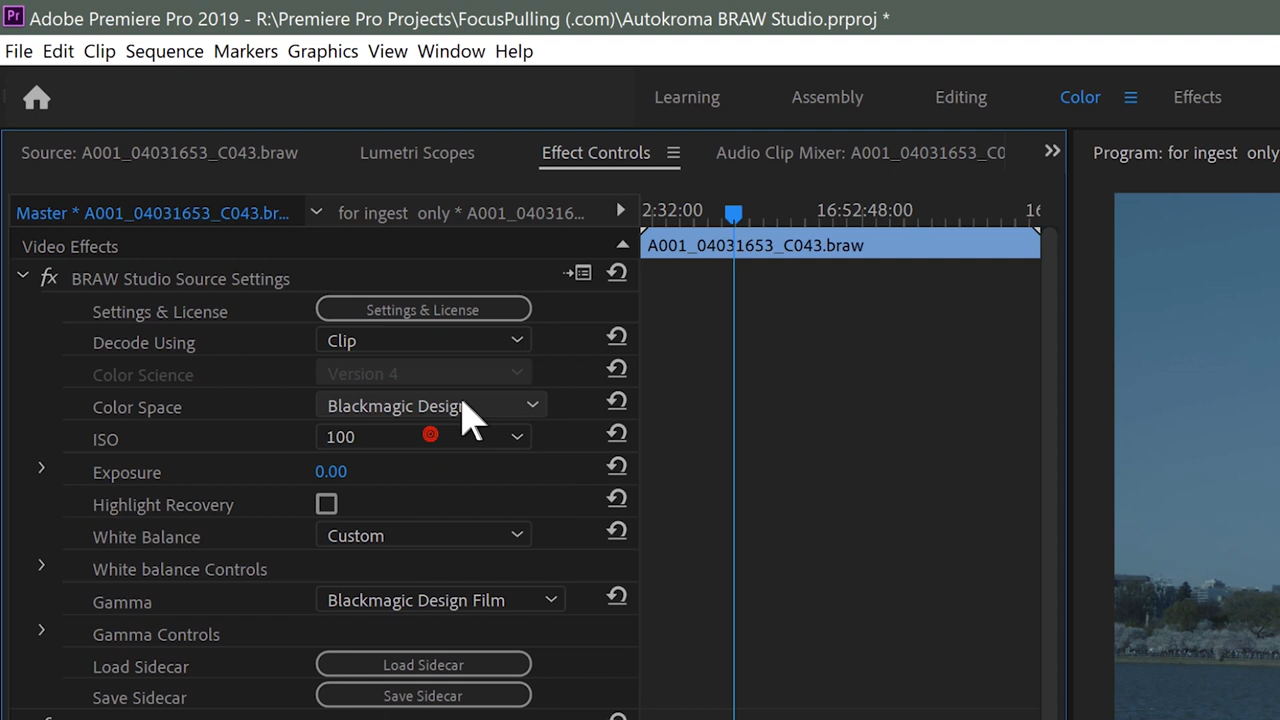 Pr Adobe Premiere Pro 2019 - R:\Premiere Pro Projects\FocusPulling (.com)\Autokroma BRAW Studio.prproj *
File Edit Clip Sequence Markers Graphics View Window Help
Learning Assembly Editing Color Effects
Source: A001_04031653_C043.braw Lumetri Scopes Effect Controls Audio Clip Mixer: A001_04031653_C0 Program: for ingest only
Master * A001_04031653_C043.br... for ingest only * A001_040316... 2:32:00 16:52:48:00 16
Video Effects A001_04031653_C043.braw
fx BRAW Studio Source Settings
Settings & License Settings & License
Decode Using Clip
Color Science Version 4
Color Space Blackmagic Design
ISO 100
Exposure 0.00
Highlight Recovery
White Balance Custom
White balance Controls
Gamma Blackmagic Design Film
Gamma Controls
Load Sidecar Load Sidecar
Save Sidecar Save Sidecar